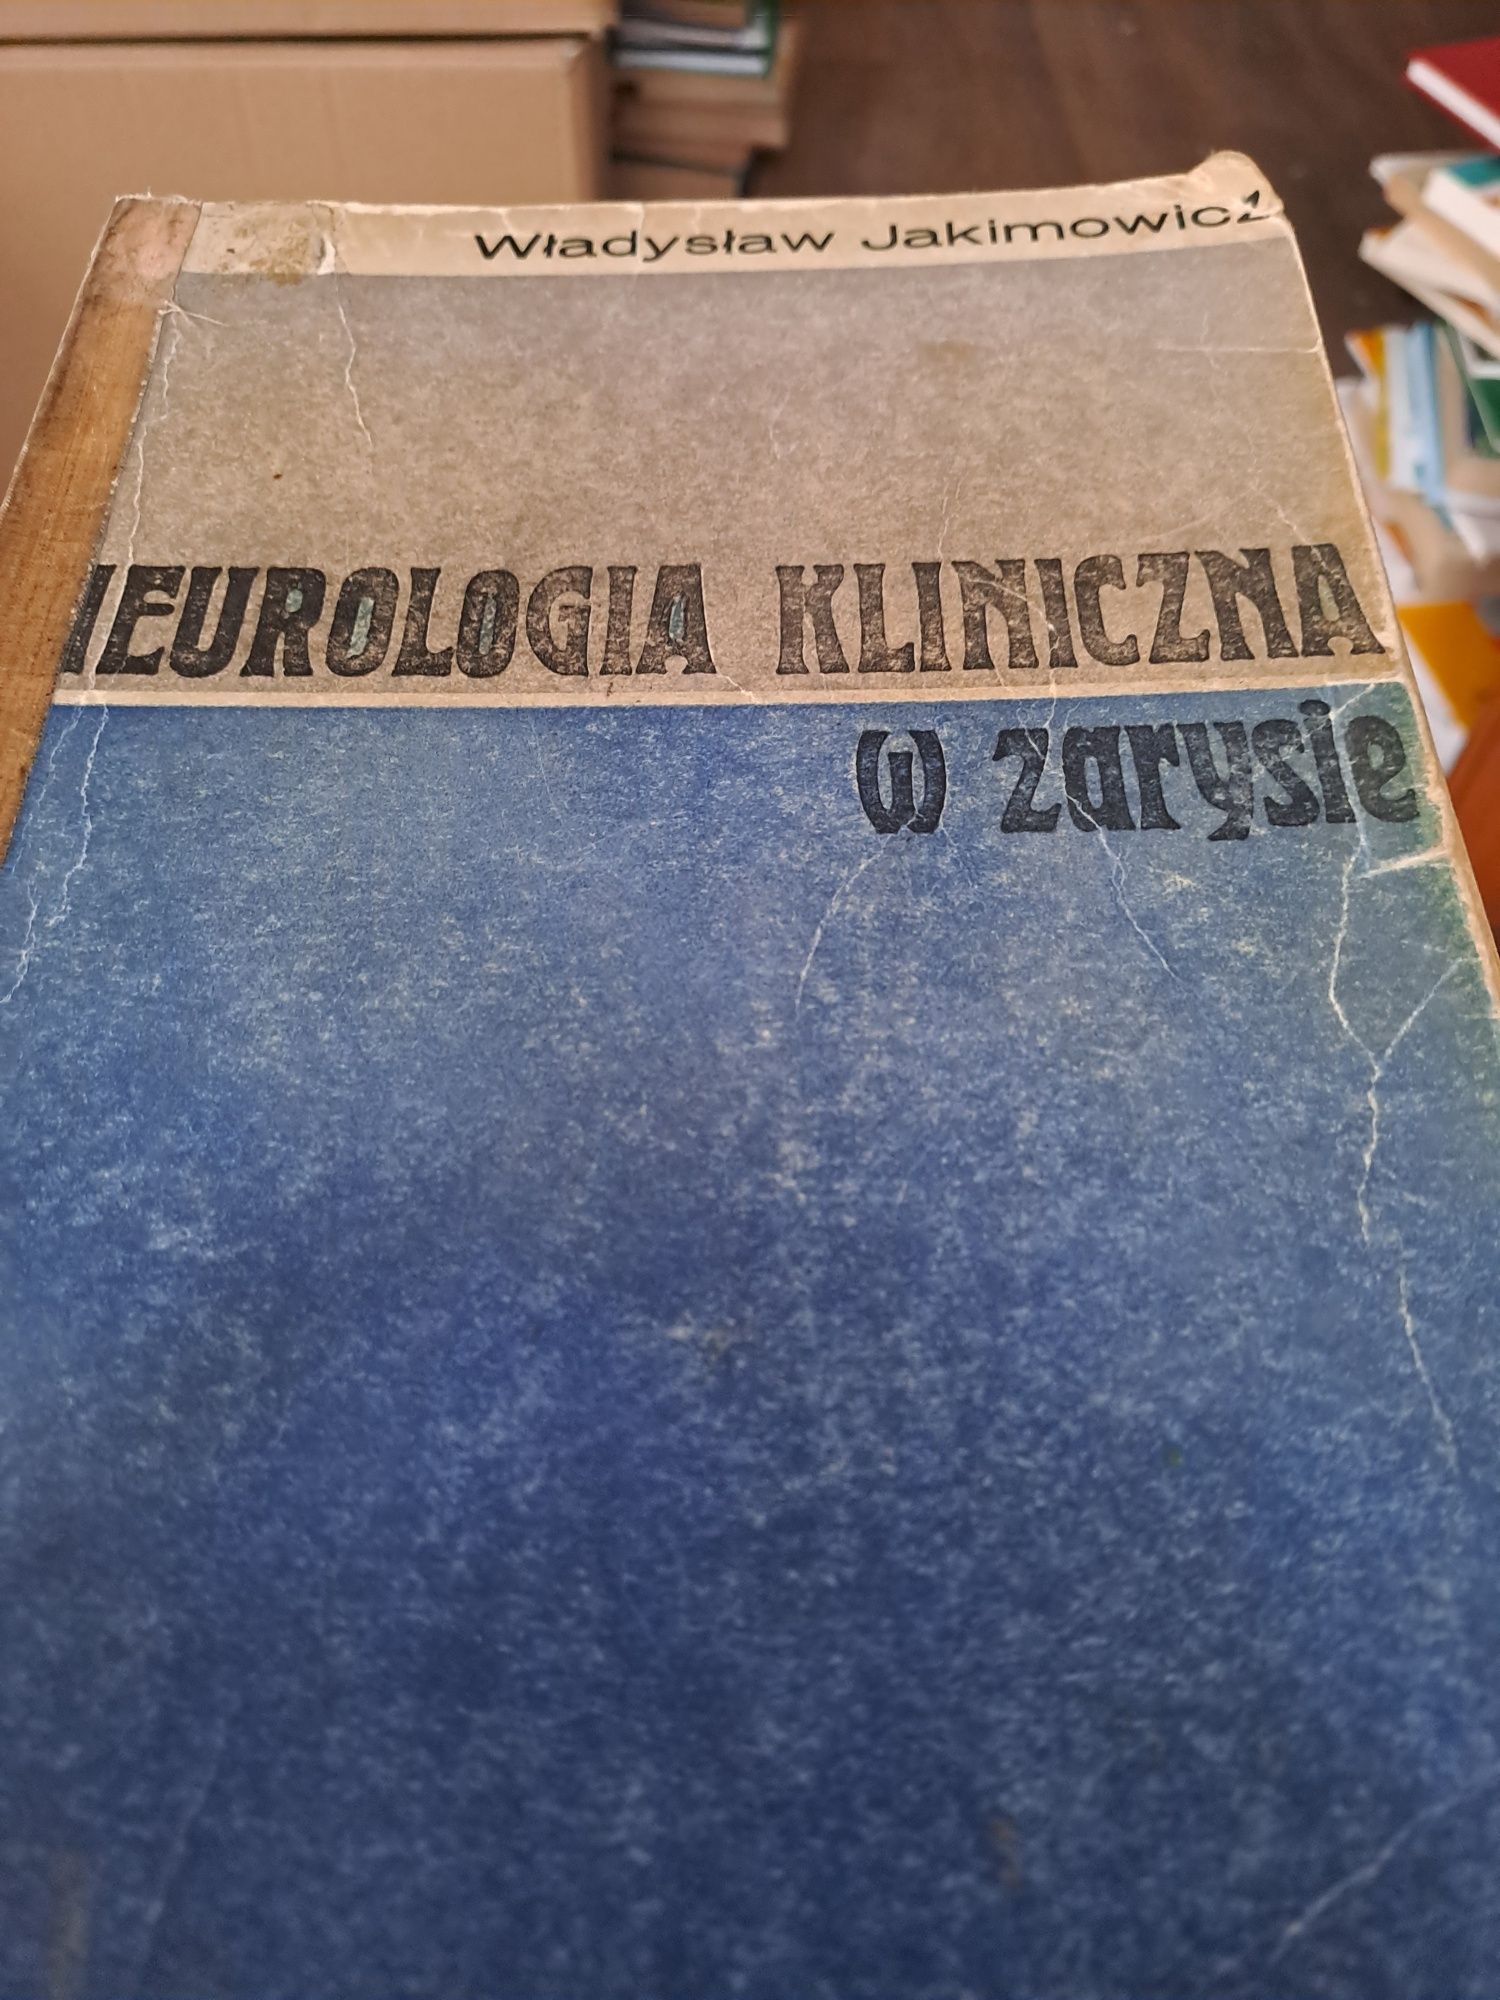 Władysław Jakimowicz
NEUROLOGIA KLINICZNA
w zarysie